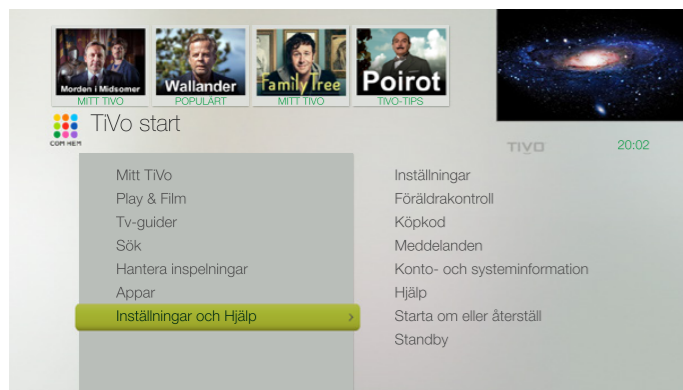 Morden i Midsomer
Wallander
Family Tree
Poirot
MITT TIVO
POPULÄRT
MITT TIVO
TIVO-TIPS
COM HEM
TiVo start
TIVO
20:02
Mitt TiVo
Play & Film
Tv-guider
Sök
Hantera inspelningar
Appar
Inställningar och Hjälp
Inställningar
Föräldrakontroll
Köpkod
Meddelanden
Konto- och systeminformation
Hjälp
Starta om eller återställ
Standby